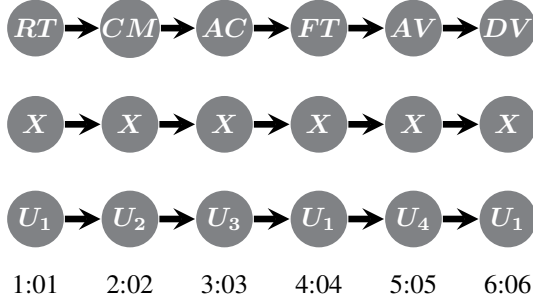 RT CM AC FT AV DV
X X X X X X
U₁ U₂ U₃ U₁ U₄ U₁
1:01 2:02 3:03 4:04 5:05 6:06